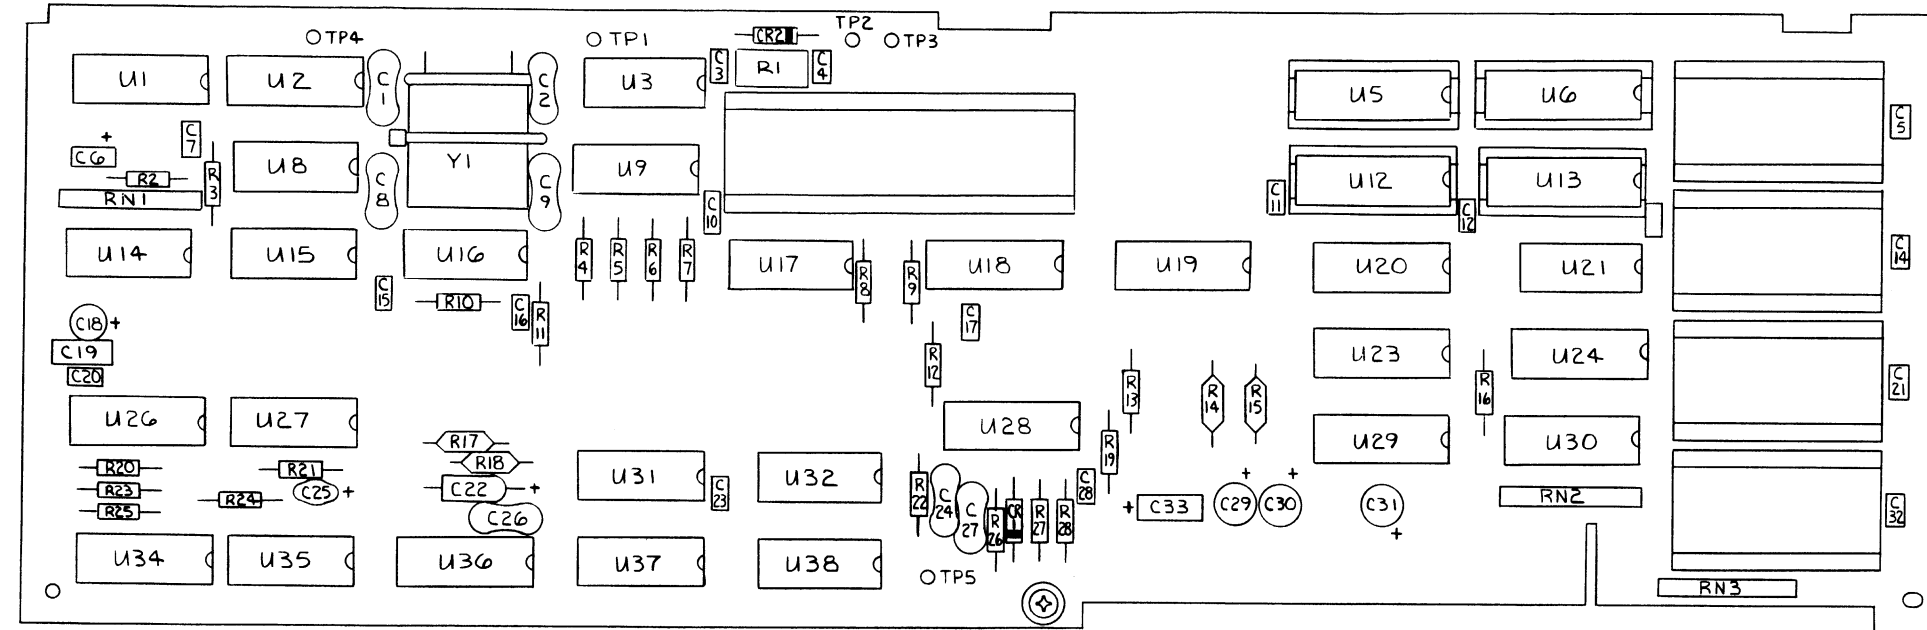 TP4
TP1
CR2
TP2
TP3
U1
U2
C1
C2
U3
C3
R1
C4
U5
U6
C5
+
C6
C7
R2
RN1
R3
U8
C8
Y1
C9
U9
C10
C11
U12
C12
U13
U14
U15
U16
R4
R5
R6
R7
U17
R8
R9
U18
U19
U20
U21
C14
C15
R10
C16
R11
C17
C18 +
C19
C20
R12
R13
R14
R15
U23
R16
U24
C21
U26
U27
R17
R18
U28
R19
U29
U30
R20
R23
R25
R21
R24
C25 +
C22 +
C26
U31
C23
U32
R22
C24
C27
R26
CR1
R27
R28
C28
+ C33
+
C29
+
C30
C31
+
RN2
C32
U34
U35
U36
U37
U38
TP5
RN3